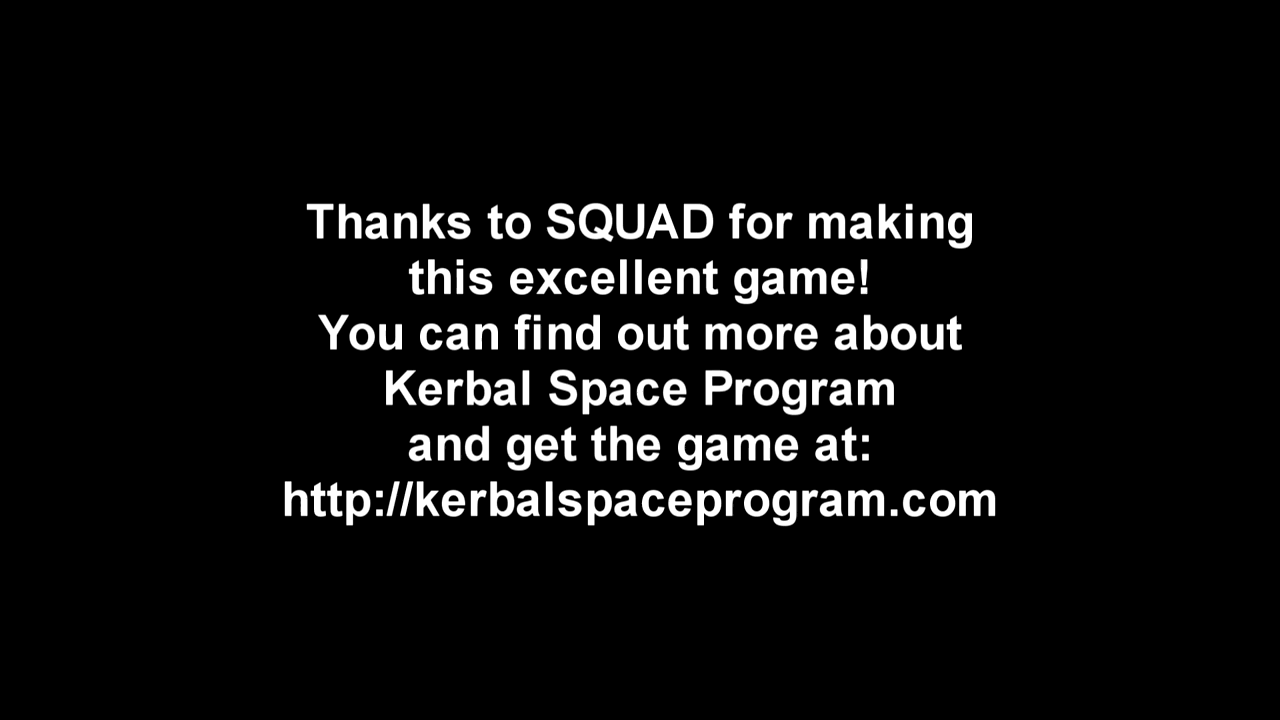 Thanks to SQUAD for making
this excellent game!
You can find out more about
Kerbal Space Program
and get the game at:
http://kerbalspaceprogram.com